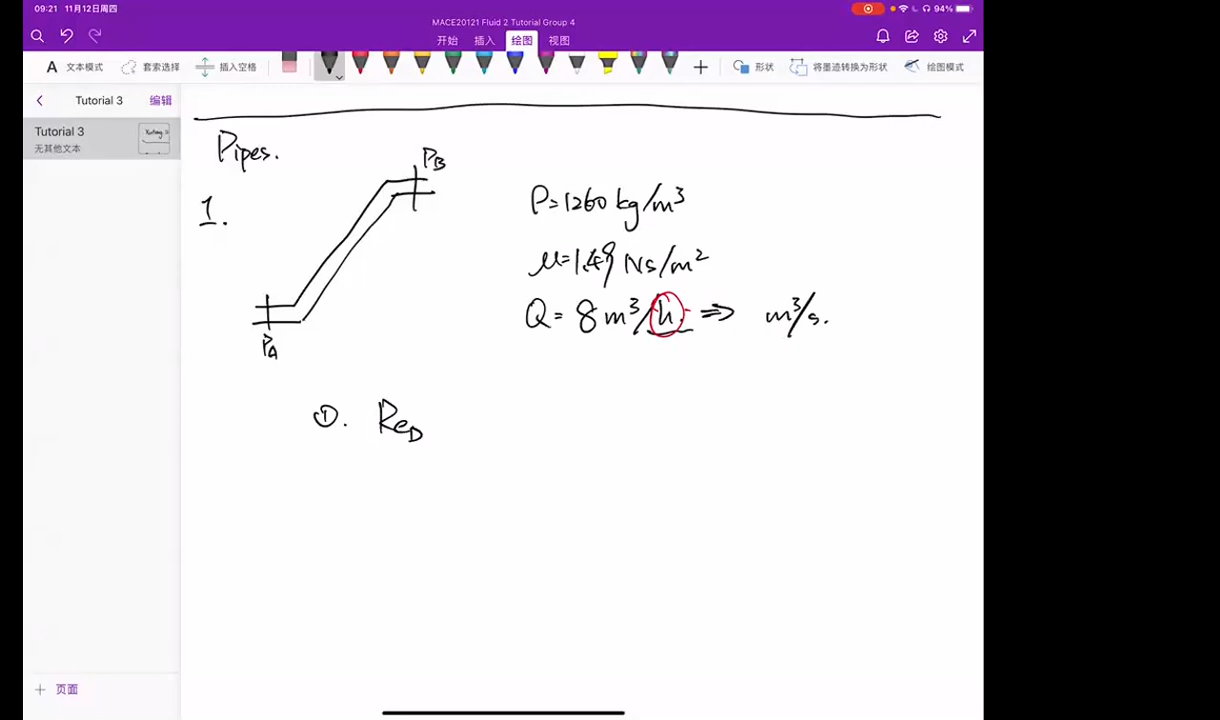 09:21 11月12日周四
94%
MACE20121 Fluid 2 Tutorial Group 4
开始 插入 绘图 视图
A 文本模式 套索选择 插入空格 形状 将墨迹转换为形状 绘图模式
Tutorial 3 编辑
Tutorial 3
无其他文本
Pipes.
PB
1.
ρ=1260 kg/m³
μ=1.49 Ns/m²
Q = 8 m³/h. ⇒ m³/s.
PA
①. ReD
页面